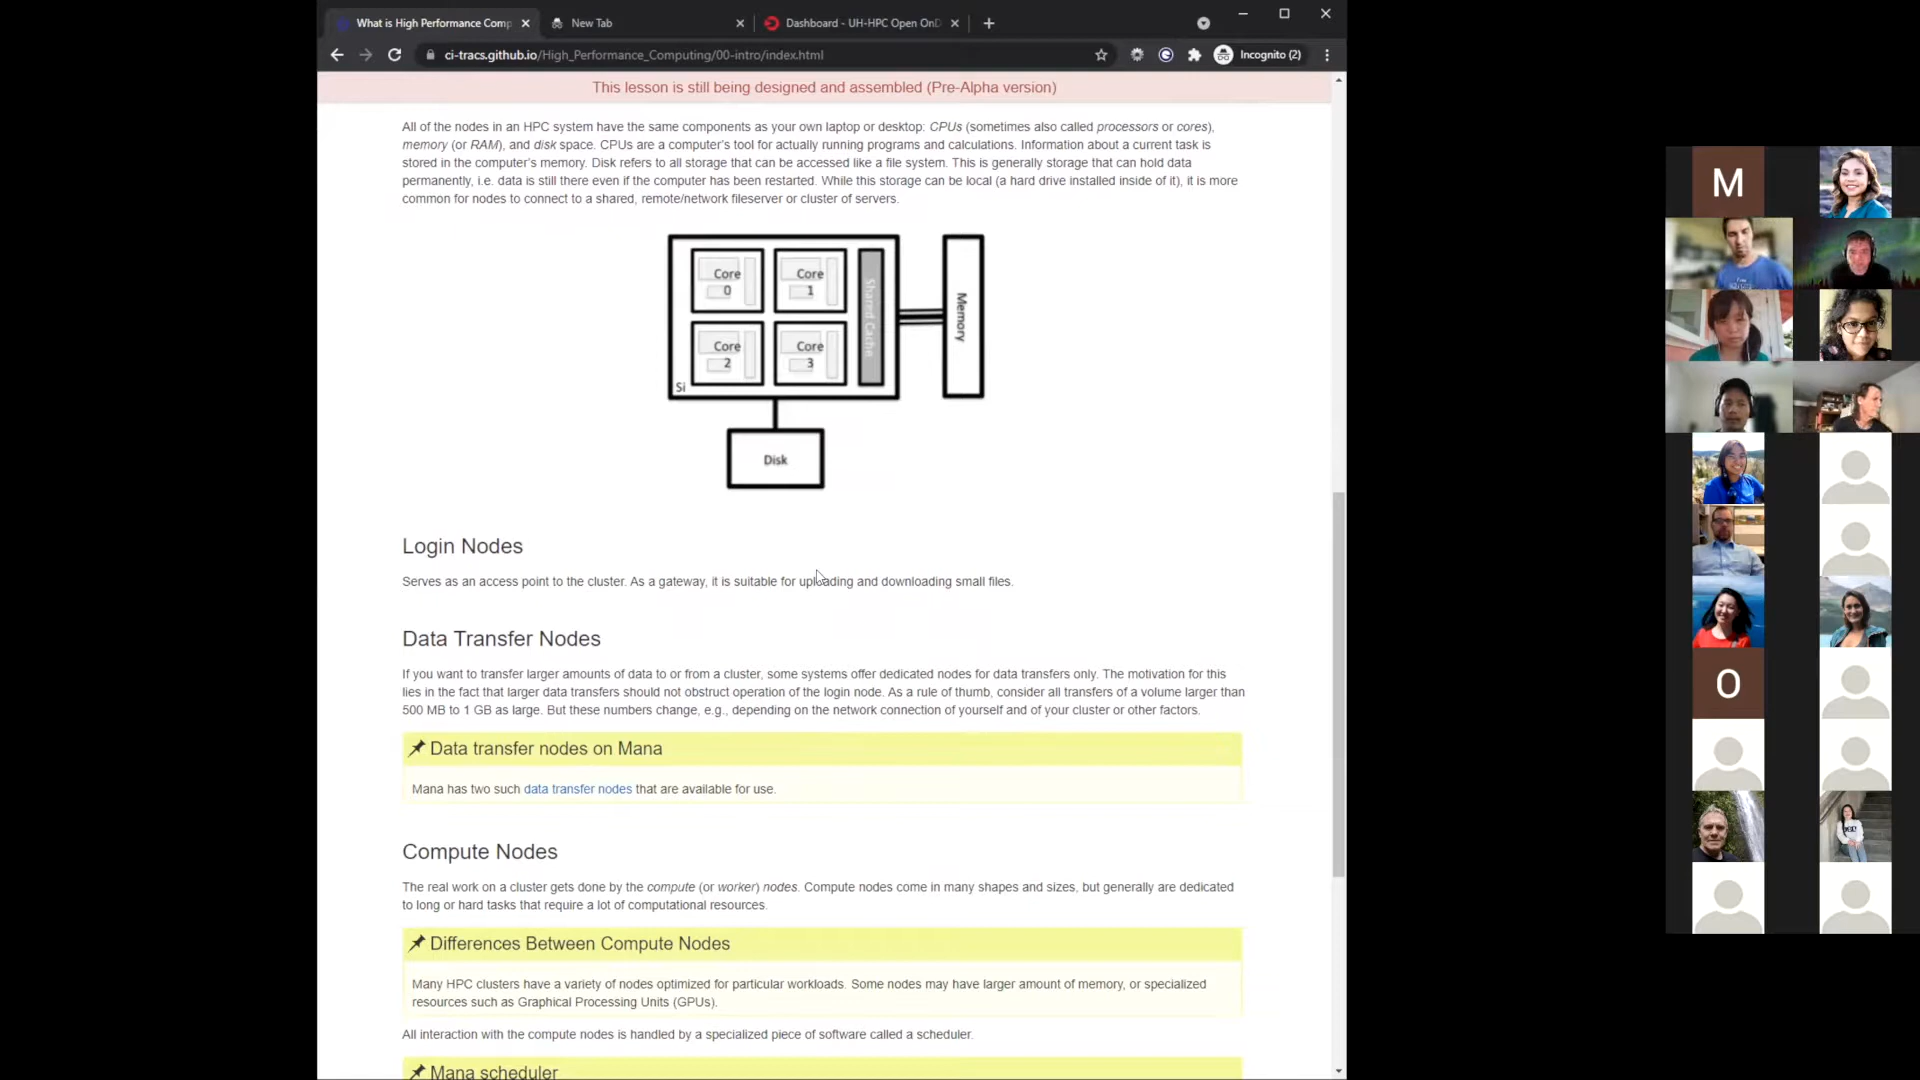 What is High Performance Comp
New Tab
Dashboard - UH-HPC Open OnD
ci-tracs.github.io/High_Performance_Computing/00-intro/index.html
Incognito (2)
This lesson is still being designed and assembled (Pre-Alpha version)
All of the nodes in an HPC system have the same components as your own laptop or desktop: CPUs (sometimes also called processors or cores),
memory (or RAM), and disk space. CPUs are a computer's tool for actually running programs and calculations. Information about a current task is
stored in the computer's memory. Disk refers to all storage that can be accessed like a file system. This is generally storage that can hold data
permanently, i.e. data is still there even if the computer has been restarted. While this storage can be local (a hard drive installed inside of it), it is more
common for nodes to connect to a shared, remote/network fileserver or cluster of servers.
Core
0
Core
1
Core
2
Core
3
Si
Shared Cache
Memory
Disk
Login Nodes
Serves as an access point to the cluster. As a gateway, it is suitable for uploading and downloading small files.
Data Transfer Nodes
If you want to transfer larger amounts of data to or from a cluster, some systems offer dedicated nodes for data transfers only. The motivation for this
lies in the fact that larger data transfers should not obstruct operation of the login node. As a rule of thumb, consider all transfers of a volume larger than
500 MB to 1 GB as large. But these numbers change, e.g., depending on the network connection of yourself and of your cluster or other factors.
Data transfer nodes on Mana
Mana has two such data transfer nodes that are available for use.
Compute Nodes
The real work on a cluster gets done by the compute (or worker) nodes. Compute nodes come in many shapes and sizes, but generally are dedicated
to long or hard tasks that require a lot of computational resources.
Differences Between Compute Nodes
Many HPC clusters have a variety of nodes optimized for particular workloads. Some nodes may have larger amount of memory, or specialized
resources such as Graphical Processing Units (GPUs).
All interaction with the compute nodes is handled by a specialized piece of software called a scheduler.
Mana scheduler
M
O